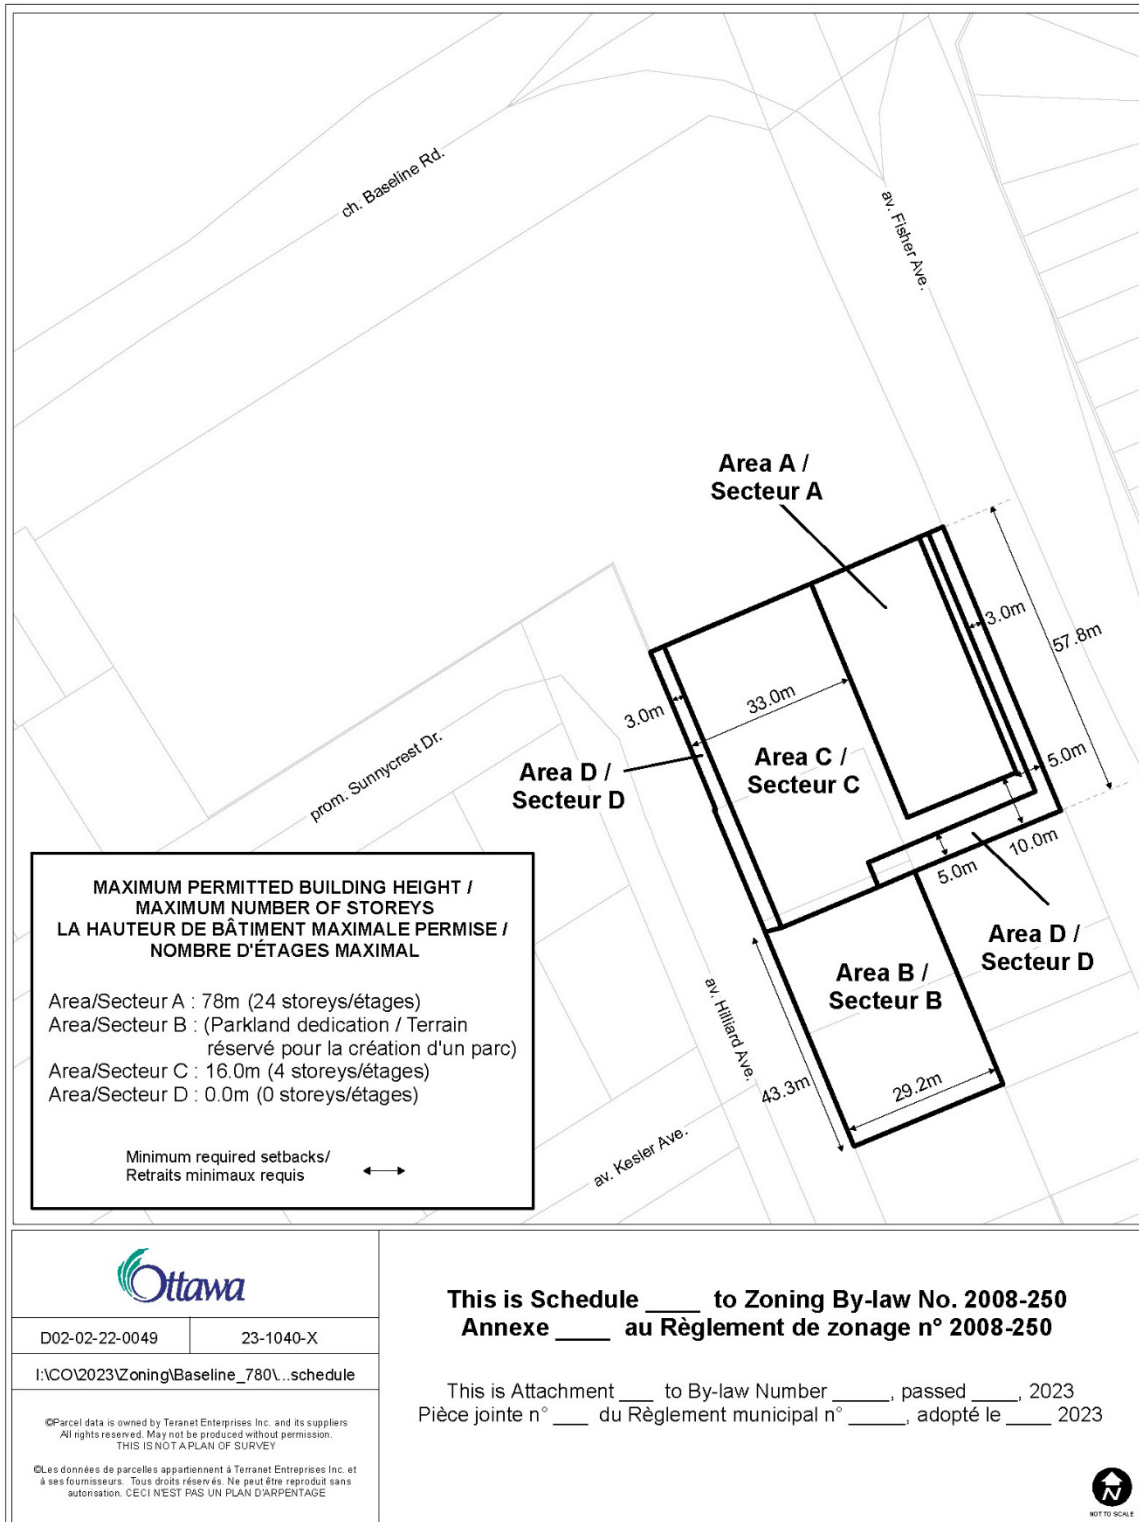 ch. Baseline Rd.
av. Fisher Ave.
Area A /
Secteur A
3.0m
57.8m
33.0m
3.0m
Area C /
Secteur C
5.0m
Area D /
Secteur D
prom. Sunnycrest Dr.
10.0m
5.0m
Area D /
Secteur D
Area B /
Secteur B
av. Hilliard Ave.
43.3m
29.2m
av. Kesler Ave.
MAXIMUM PERMITTED BUILDING HEIGHT /
MAXIMUM NUMBER OF STOREYS
LA HAUTEUR DE BÂTIMENT MAXIMALE PERMISE /
NOMBRE D'ÉTAGES MAXIMAL
Area/Secteur A : 78m (24 storeys/étages)
Area/Secteur B : (Parkland dedication / Terrain
réservé pour la création d'un parc)
Area/Secteur C : 16.0m (4 storeys/étages)
Area/Secteur D : 0.0m (0 storeys/étages)
Minimum required setbacks/
Retraits minimaux requis
Ottawa
D02-02-22-0049
23-1040-X
I:\CO\2023\Zoning\Baseline_780\...schedule
©Parcel data is owned by Teranet Enterprises Inc. and its suppliers
All rights reserved. May not be produced without permission.
THIS IS NOT A PLAN OF SURVEY
©Les données de parcelles appartiennent à Terranet Entreprises Inc. et
à ses fournisseurs. Tous droits réservés. Ne peut être reproduit sans
autorisation. CECI N'EST PAS UN PLAN D'ARPENTAGE
This is Schedule ____ to Zoning By-law No. 2008-250
Annexe ____ au Règlement de zonage n° 2008-250
This is Attachment ___ to By-law Number _____, passed ____, 2023
Pièce jointe n° ___ du Règlement municipal n° _____, adopté le ____ 2023
N
NOT TO SCALE